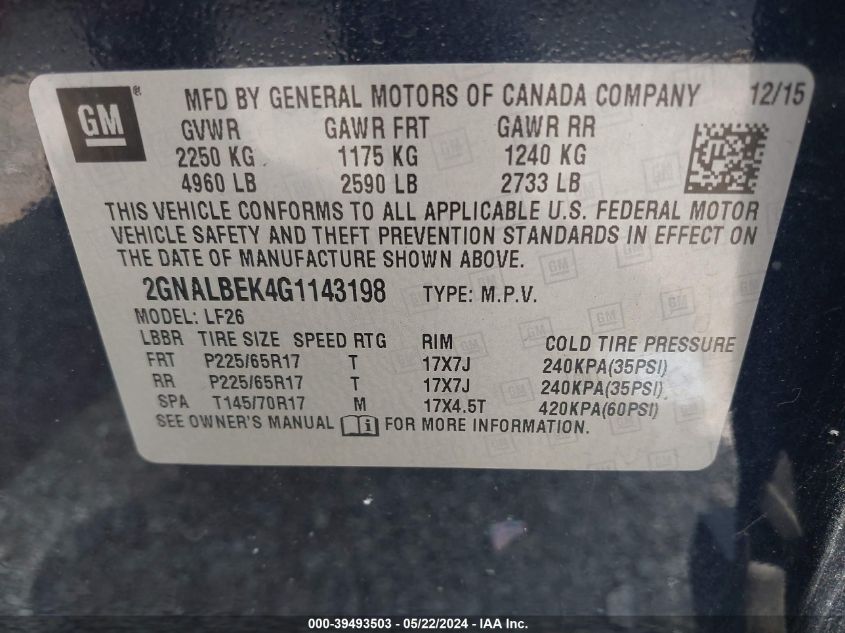 GM ® MFD BY GENERAL MOTORS OF CANADA COMPANY 12/15
GVWR GAWR FRT GAWR RR
2250 KG 1175 KG 1240 KG
4960 LB 2590 LB 2733 LB
THIS VEHICLE CONFORMS TO ALL APPLICABLE U.S. FEDERAL MOTOR
VEHICLE SAFETY AND THEFT PREVENTION STANDARDS IN EFFECT ON
THE DATE OF MANUFACTURE SHOWN ABOVE.
2GNALBEK4G1143198 TYPE: M.P.V.
MODEL: LF26
LBBR TIRE SIZE SPEED RTG RIM COLD TIRE PRESSURE
FRT P225/65R17 T 17X7J 240KPA(35PSI)
RR P225/65R17 T 17X7J 240KPA(35PSI)
SPA T145/70R17 M 17X4.5T 420KPA(60PSI)
SEE OWNER'S MANUAL i FOR MORE INFORMATION.
000-39493503 - 05/22/2024 - IAA Inc.